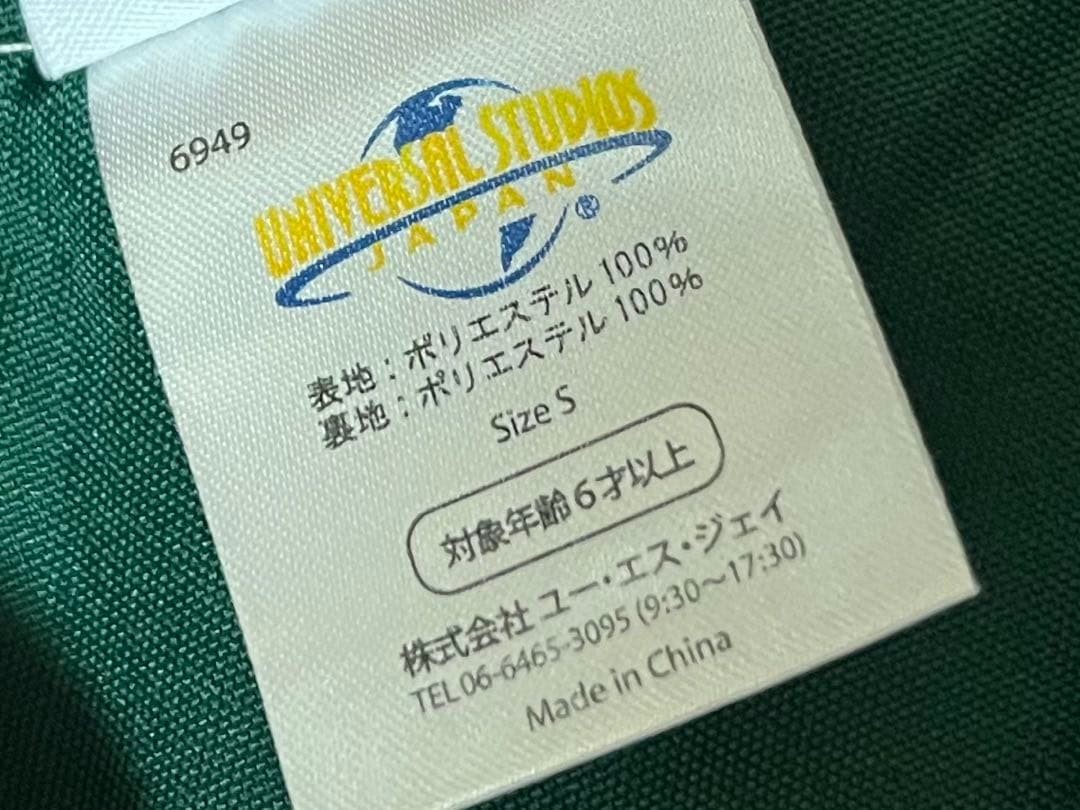 6949
UNIVERSAL STUDIOS
JAPAN®
表地：ポリエステル 100%
裏地：ポリエステル 100%
Size S
対象年齢6才以上
株式会社 ユー・エス・ジェイ
TEL 06-6465-3095 (9:30～17:30)
Made in China